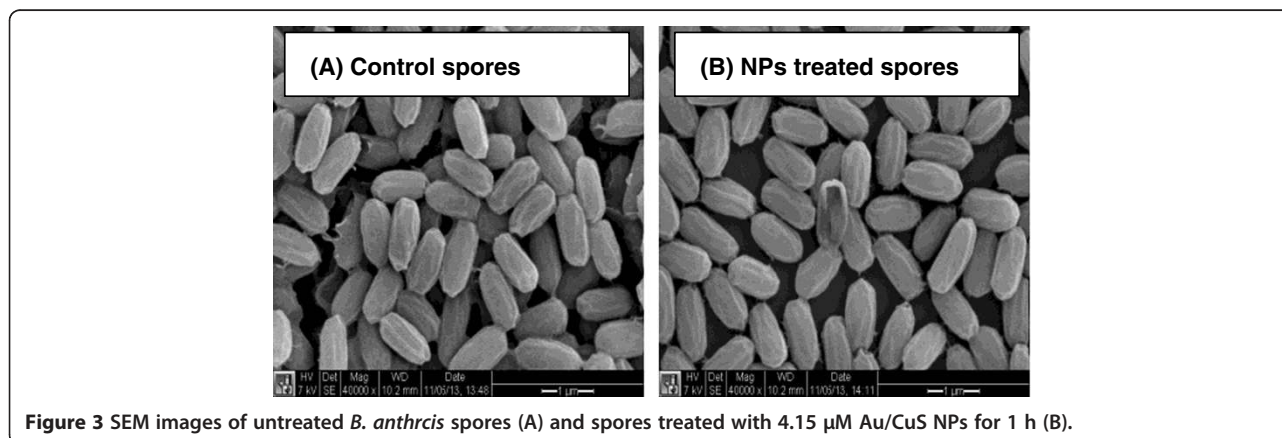 (A) Control spores
(B) NPs treated spores
HV Det Mag WD Date
7 kV SE 40000 x 10.2 mm 11/05/13, 13:48 1 µm
HV Det Mag WD Date
7 kV SE 40000 x 10.2 mm 11/05/13, 14:11 1 µm
Figure 3 SEM images of untreated B. anthrcis spores (A) and spores treated with 4.15 µM Au/CuS NPs for 1 h (B).